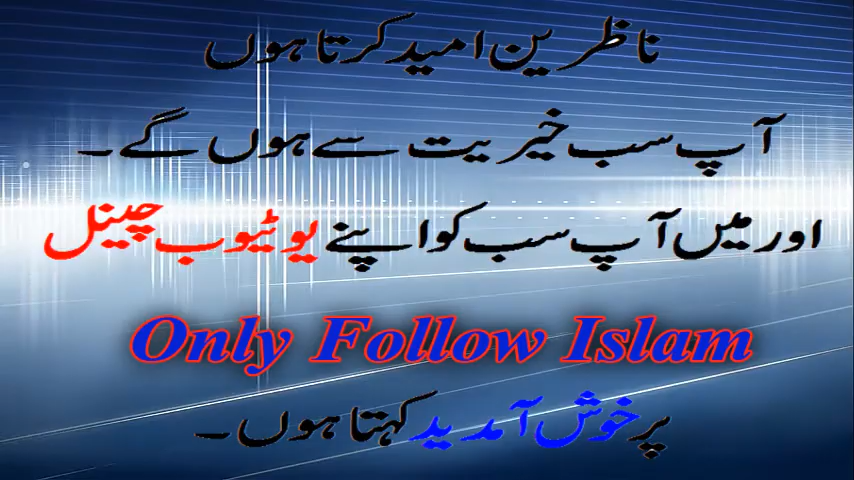 ناظرین امید کرتا ہوں
آپ سب خیریت سے ہوں گے۔
اور میں آپ سب کو اپنے یوٹیوب چینل
Only Follow Islam
پر خوش آمدید کہتا ہوں۔